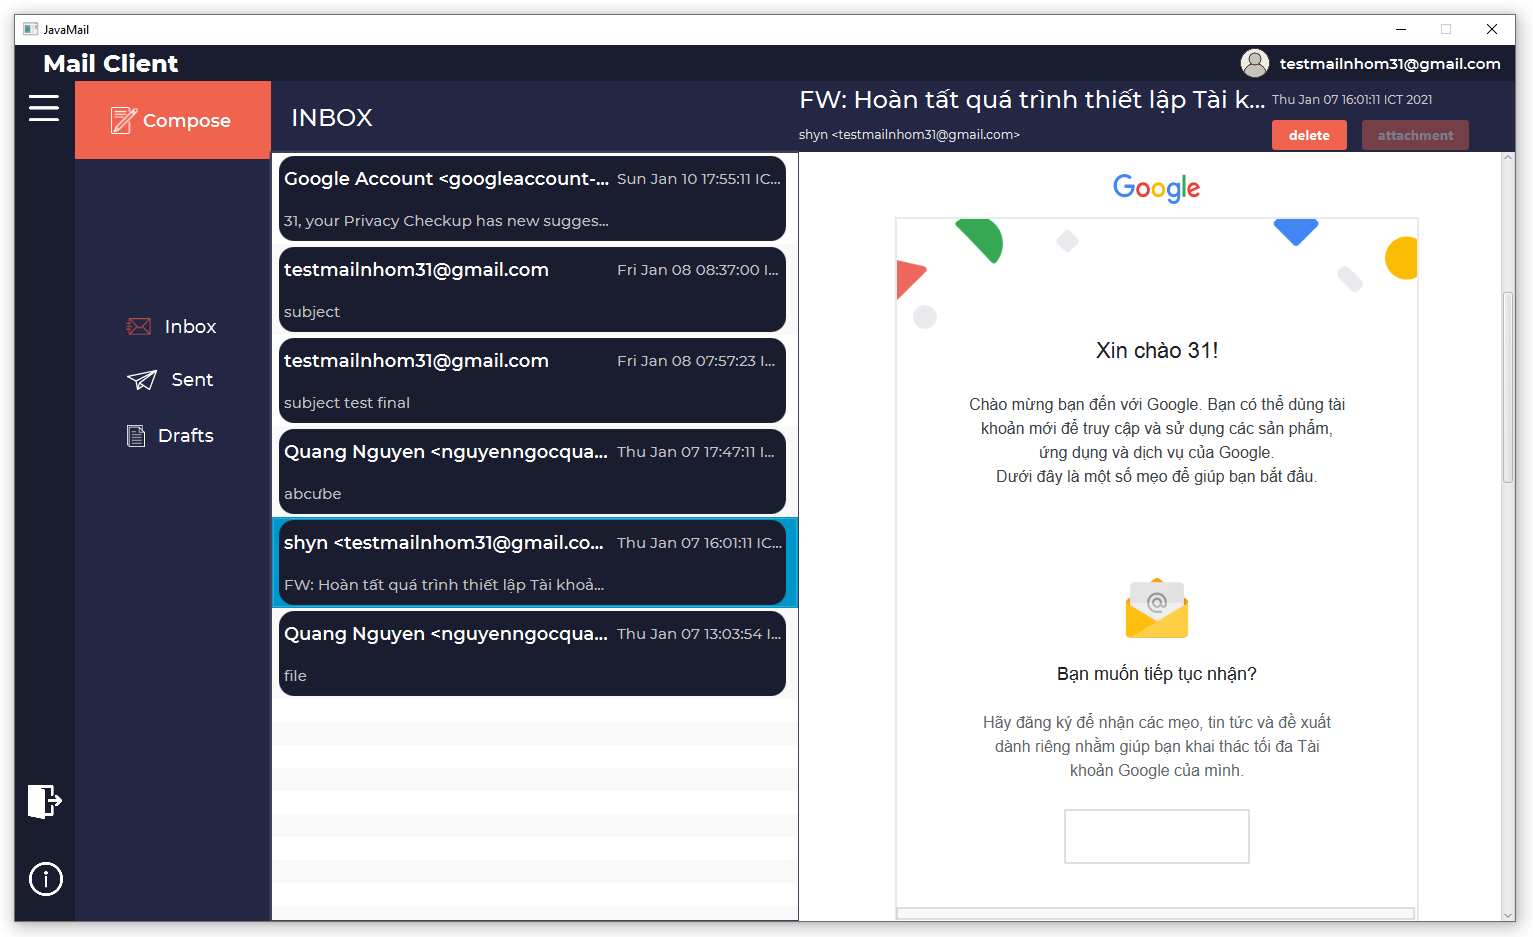 JavaMail
Mail Client
testmailnhom31@gmail.com
Compose
Inbox
Sent
Drafts
INBOX
Google Account <googleaccount-...
Sun Jan 10 17:55:11 IC...
31, your Privacy Checkup has new sugges...
testmailnhom31@gmail.com
Fri Jan 08 08:37:00 I...
subject
testmailnhom31@gmail.com
Fri Jan 08 07:57:23 I...
subject test final
Quang Nguyen <nguyenngocqua...
Thu Jan 07 17:47:11 I...
abcưbe
shyn <testmailnhom31@gmail.co...
Thu Jan 07 16:01:11 IC...
FW: Hoàn tất quá trình thiết lập Tài khoả...
Quang Nguyen <nguyenngocqua...
Thu Jan 07 13:03:54 I...
file
FW: Hoàn tất quá trình thiết lập Tài k...
Thu Jan 07 16:01:11 ICT 2021
shyn <testmailnhom31@gmail.com>
delete
attachment
Google
Xin chào 31!
Chào mừng bạn đến với Google. Bạn có thể dùng tài
khoản mới để truy cập và sử dụng các sản phẩm,
ứng dụng và dịch vụ của Google.
Dưới đây là một số mẹo để giúp bạn bắt đầu.
@
Bạn muốn tiếp tục nhận?
Hãy đăng ký để nhận các mẹo, tin tức và đề xuất
dành riêng nhằm giúp bạn khai thác tối đa Tài
khoản Google của mình.